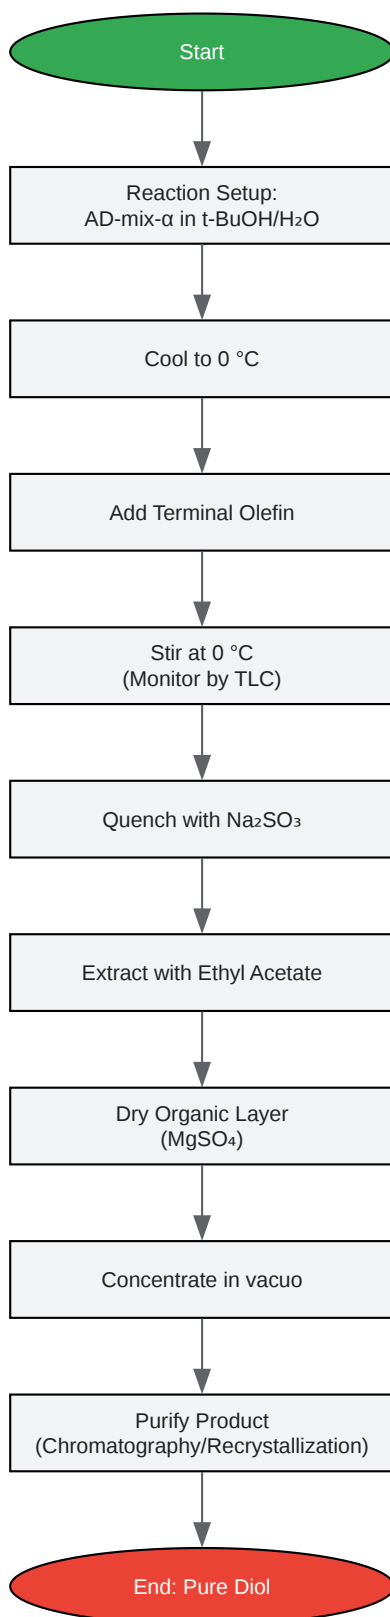 Start
Reaction Setup:
AD-mix-α in t-BuOH/H₂O
Cool to 0 °C
Add Terminal Olefin
Stir at 0 °C
(Monitor by TLC)
Quench with Na₂SO₃
Extract with Ethyl Acetate
Dry Organic Layer
(MgSO₄)
Concentrate in vacuo
Purify Product
(Chromatography/Recrystallization)
End: Pure Diol